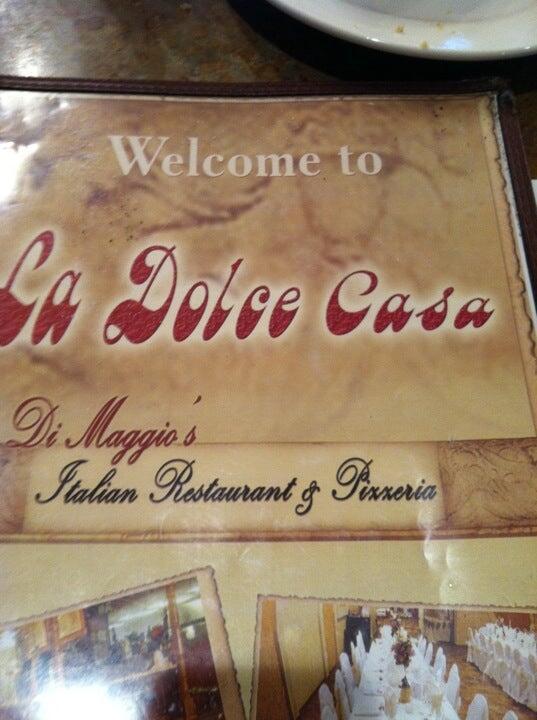 Welcome to
La Dolce Casa
Di Maggio's
Italian Restaurant & Pizzeria